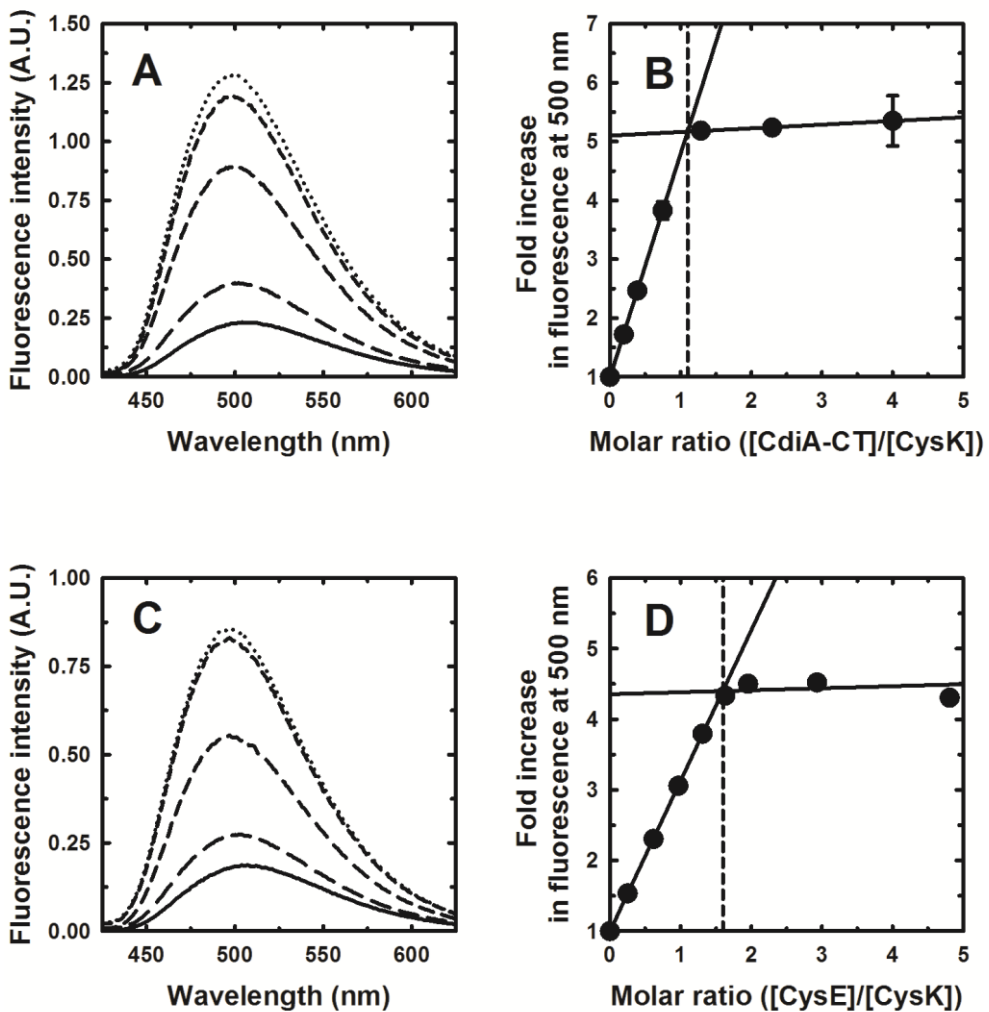 A
Fluorescence intensity (A.U.)
1.50
1.25
1.00
0.75
0.50
0.25
0.00
450 500 550 600
Wavelength (nm)
B
Fold increase
in fluorescence at 500 nm
7
6
5
4
3
2
1
0 1 2 3 4 5
Molar ratio ([CdiA-CT]/[CysK])
C
Fluorescence intensity (A.U.)
1.00
0.75
0.50
0.25
0.00
450 500 550 600
Wavelength (nm)
D
Fold increase
in fluorescence at 500 nm
6
5
4
3
2
1
0 1 2 3 4 5
Molar ratio ([CysE]/[CysK])